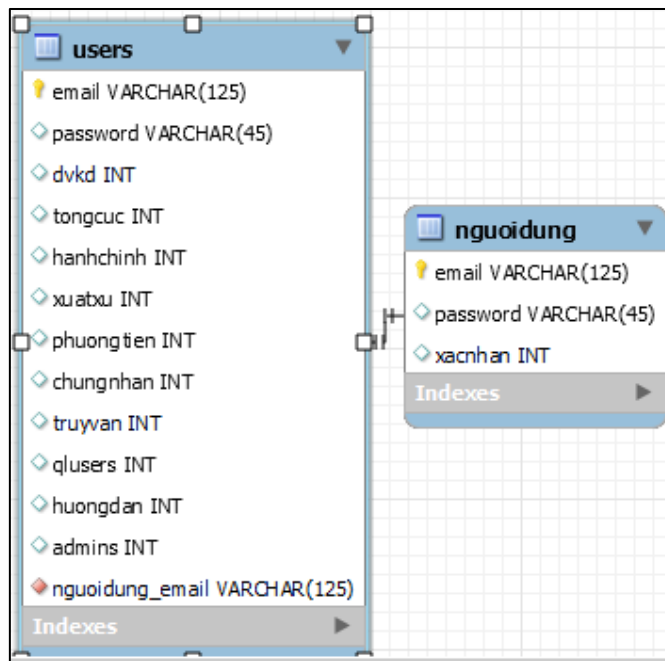 users
email VARCHAR(125)
password VARCHAR(45)
dvkd INT
tongcuc INT
hanhchinh INT
xuatxu INT
phuongtien INT
chungnhan INT
truyvan INT
qlusers INT
huongdan INT
admins INT
nguoidung_email VARCHAR(125)
Indexes
nguoidung
email VARCHAR(125)
password VARCHAR(45)
xacnhan INT
Indexes